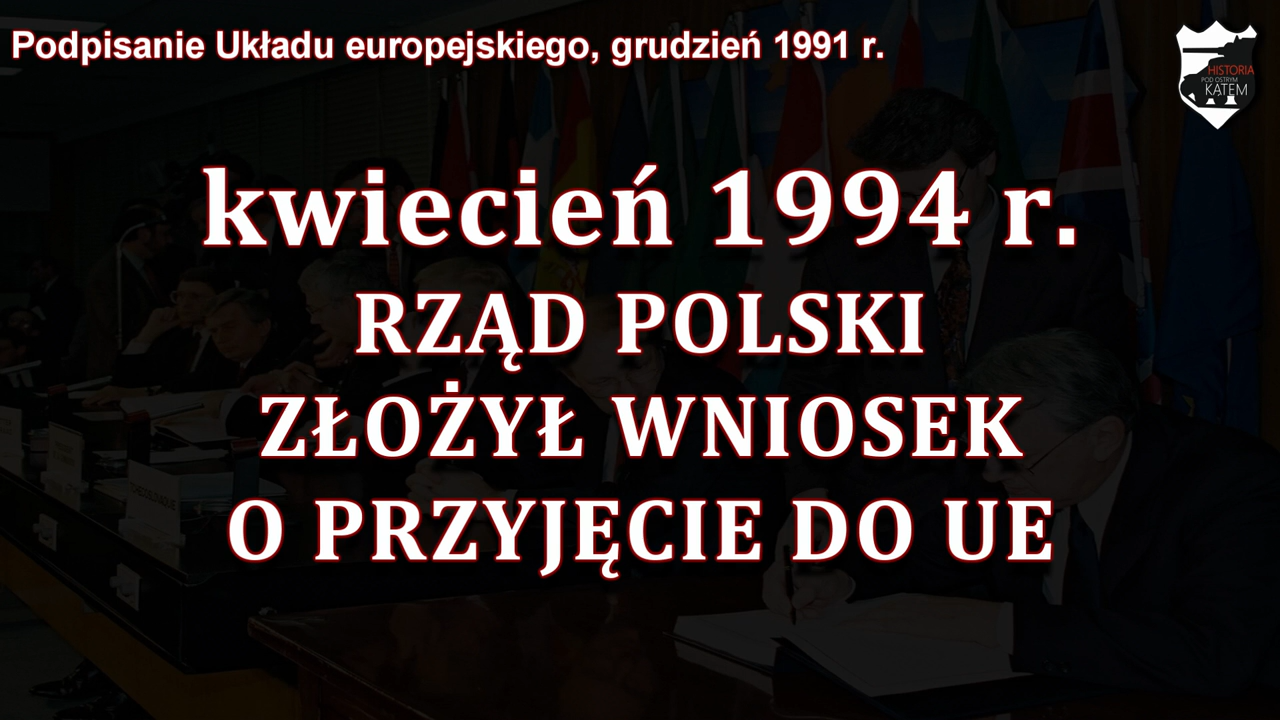 Podpisanie Układu europejskiego, grudzień 1991 r.
HISTORIA
POD OSTRYM
KĄTEM
kwiecień 1994 r.
RZĄD POLSKI
ZŁOŻYŁ WNIOSEK
O PRZYJĘCIE DO UE